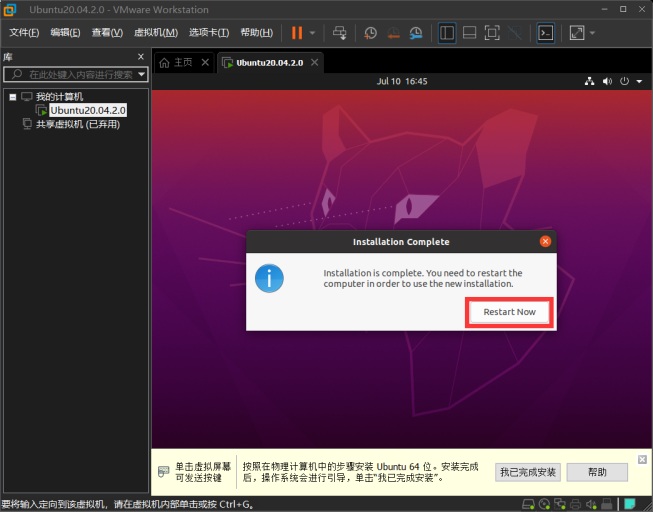 Ubuntu20.04.2.0 - VMware Workstation
文件(F) 编辑(E) 查看(V) 虚拟机(M) 选项卡(T) 帮助(H)
库
在此处键入内容进行搜索
我的计算机
Ubuntu20.04.2.0
共享虚拟机 (已弃用)
主页 Ubuntu20.04.2.0
Jul 10 16:45
Installation Complete
Installation is complete. You need to restart the
computer in order to use the new installation.
Restart Now
单击虚拟屏幕
可发送按键
按照在物理计算机中的步骤安装 Ubuntu 64 位。安装完成
后，操作系统会进行引导，单击“我已完成安装”。
我已完成安装
帮助
要将输入定向到该虚拟机，请在虚拟机内部单击或按 Ctrl+G。